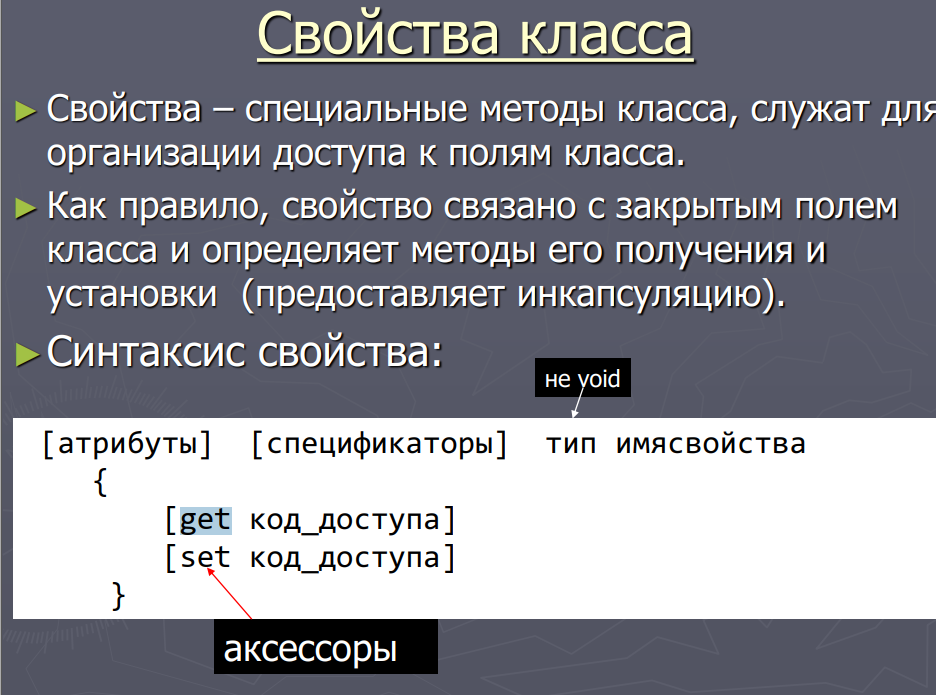 Свойства класса
► Свойства – специальные методы класса, служат для
организации доступа к полям класса.
► Как правило, свойство связано с закрытым полем
класса и определяет методы его получения и
установки (предоставляет инкапсуляцию).
► Синтаксис свойства:
не void
[атрибуты] [спецификаторы] тип имясвойства
{
[get код_доступа]
[set код_доступа]
}
аксессоры